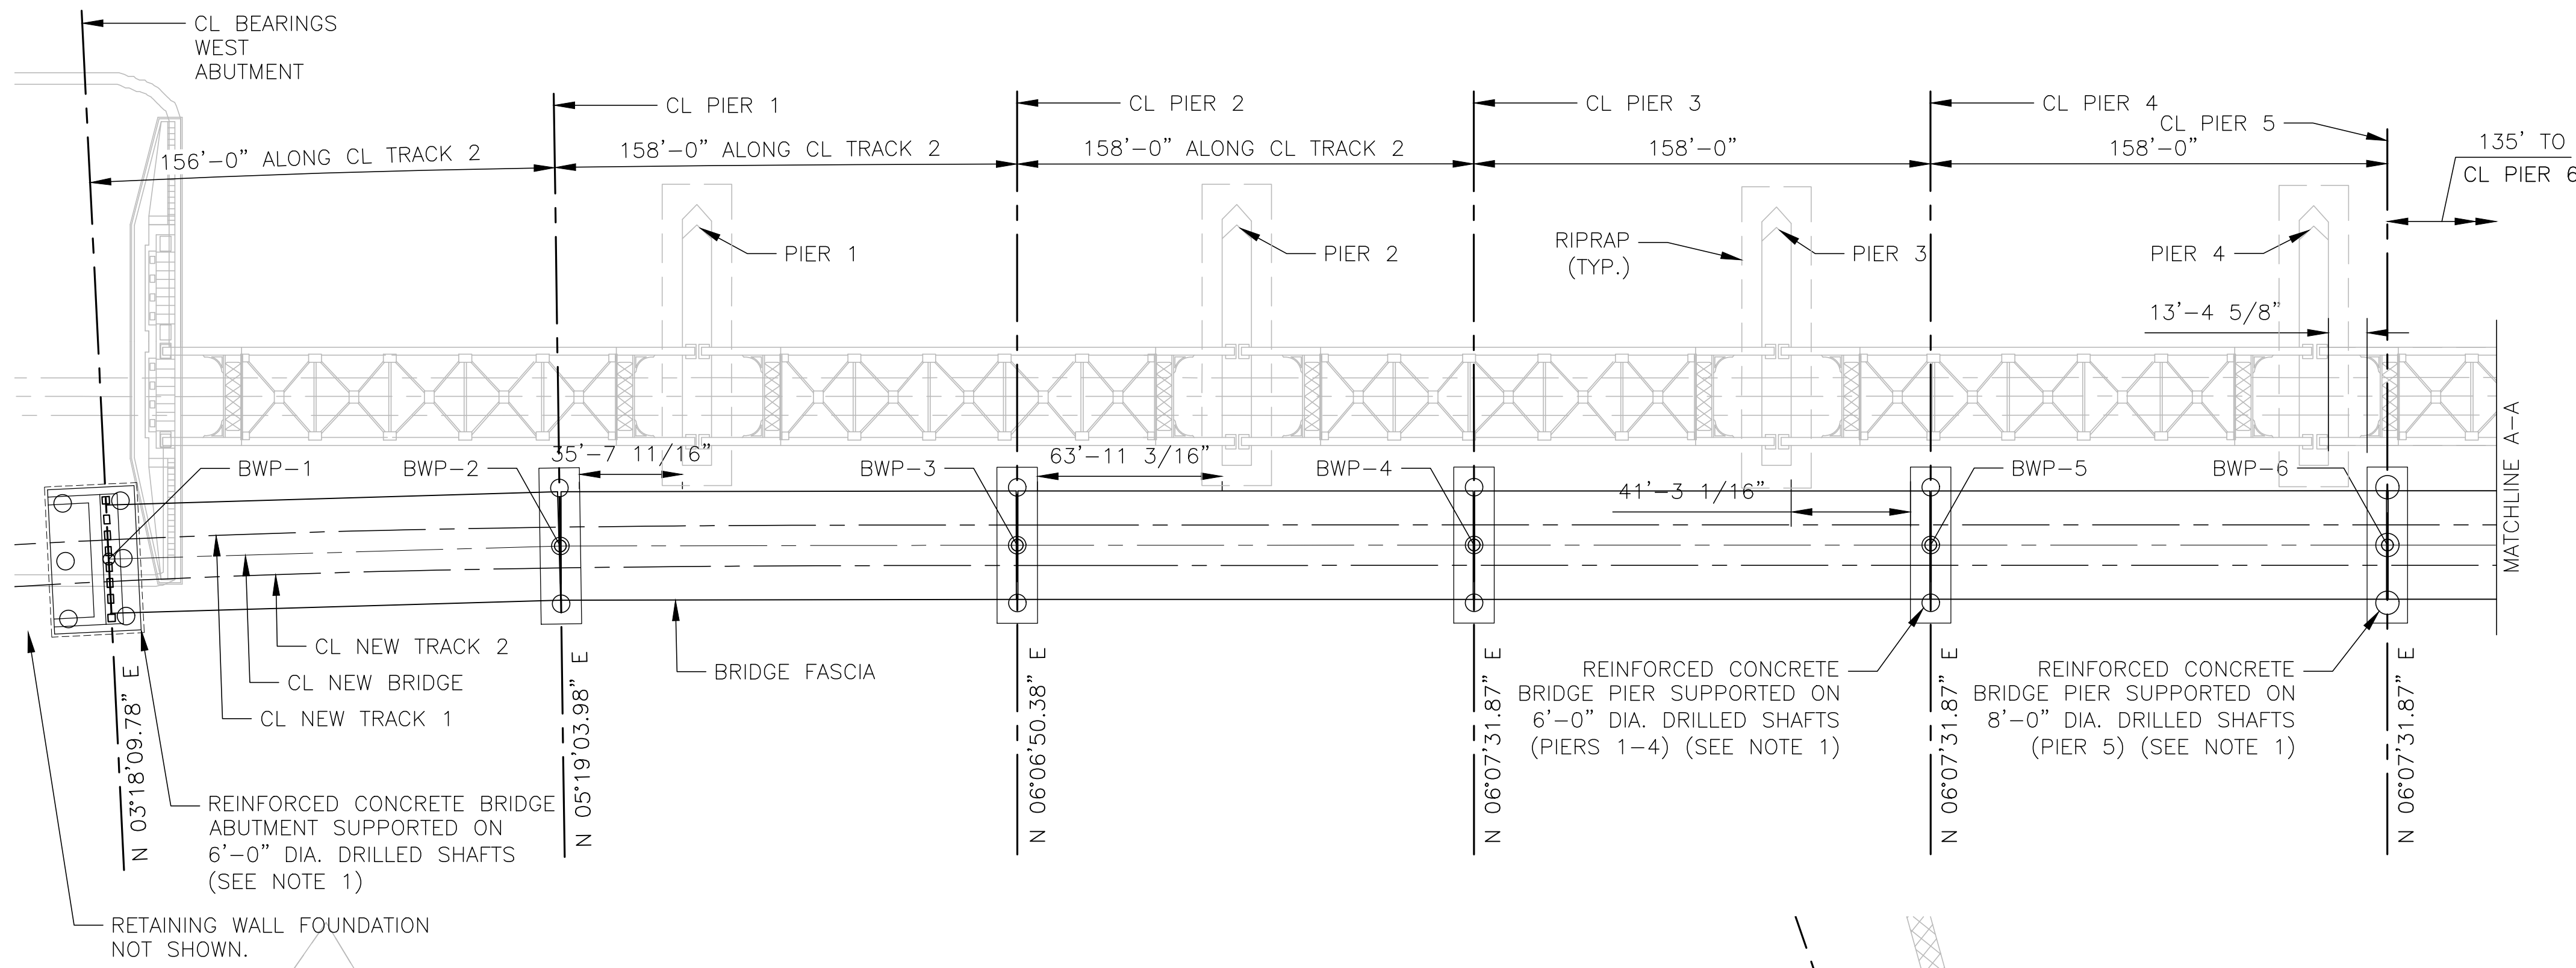 CL BEARINGS
WEST
ABUTMENT
CL PIER 1
CL PIER 2
CL PIER 3
CL PIER 4
CL PIER 5
156'-0" ALONG CL TRACK 2
158'-0" ALONG CL TRACK 2
158'-0" ALONG CL TRACK 2
158'-0"
158'-0"
135' TO
CL PIER 6
PIER 1
PIER 2
RIPRAP
(TYP.)
PIER 3
PIER 4
13'-4 5/8"
35'-7 11/16"
63'-11 3/16"
41'-3 1/16"
BWP-1
BWP-2
BWP-3
BWP-4
BWP-5
BWP-6
MATCHLINE A-A
CL NEW TRACK 2
CL NEW BRIDGE
CL NEW TRACK 1
BRIDGE FASCIA
REINFORCED CONCRETE
BRIDGE PIER SUPPORTED ON
6'-0" DIA. DRILLED SHAFTS
(PIERS 1-4) (SEE NOTE 1)
REINFORCED CONCRETE
BRIDGE PIER SUPPORTED ON
8'-0" DIA. DRILLED SHAFTS
(PIER 5) (SEE NOTE 1)
N 03°18'09.78" E
N 05°19'03.98" E
N 06°06'50.38" E
N 06°07'31.87" E
N 06°07'31.87" E
N 06°07'31.87" E
REINFORCED CONCRETE BRIDGE
ABUTMENT SUPPORTED ON
6'-0" DIA. DRILLED SHAFTS
(SEE NOTE 1)
RETAINING WALL FOUNDATION
NOT SHOWN.